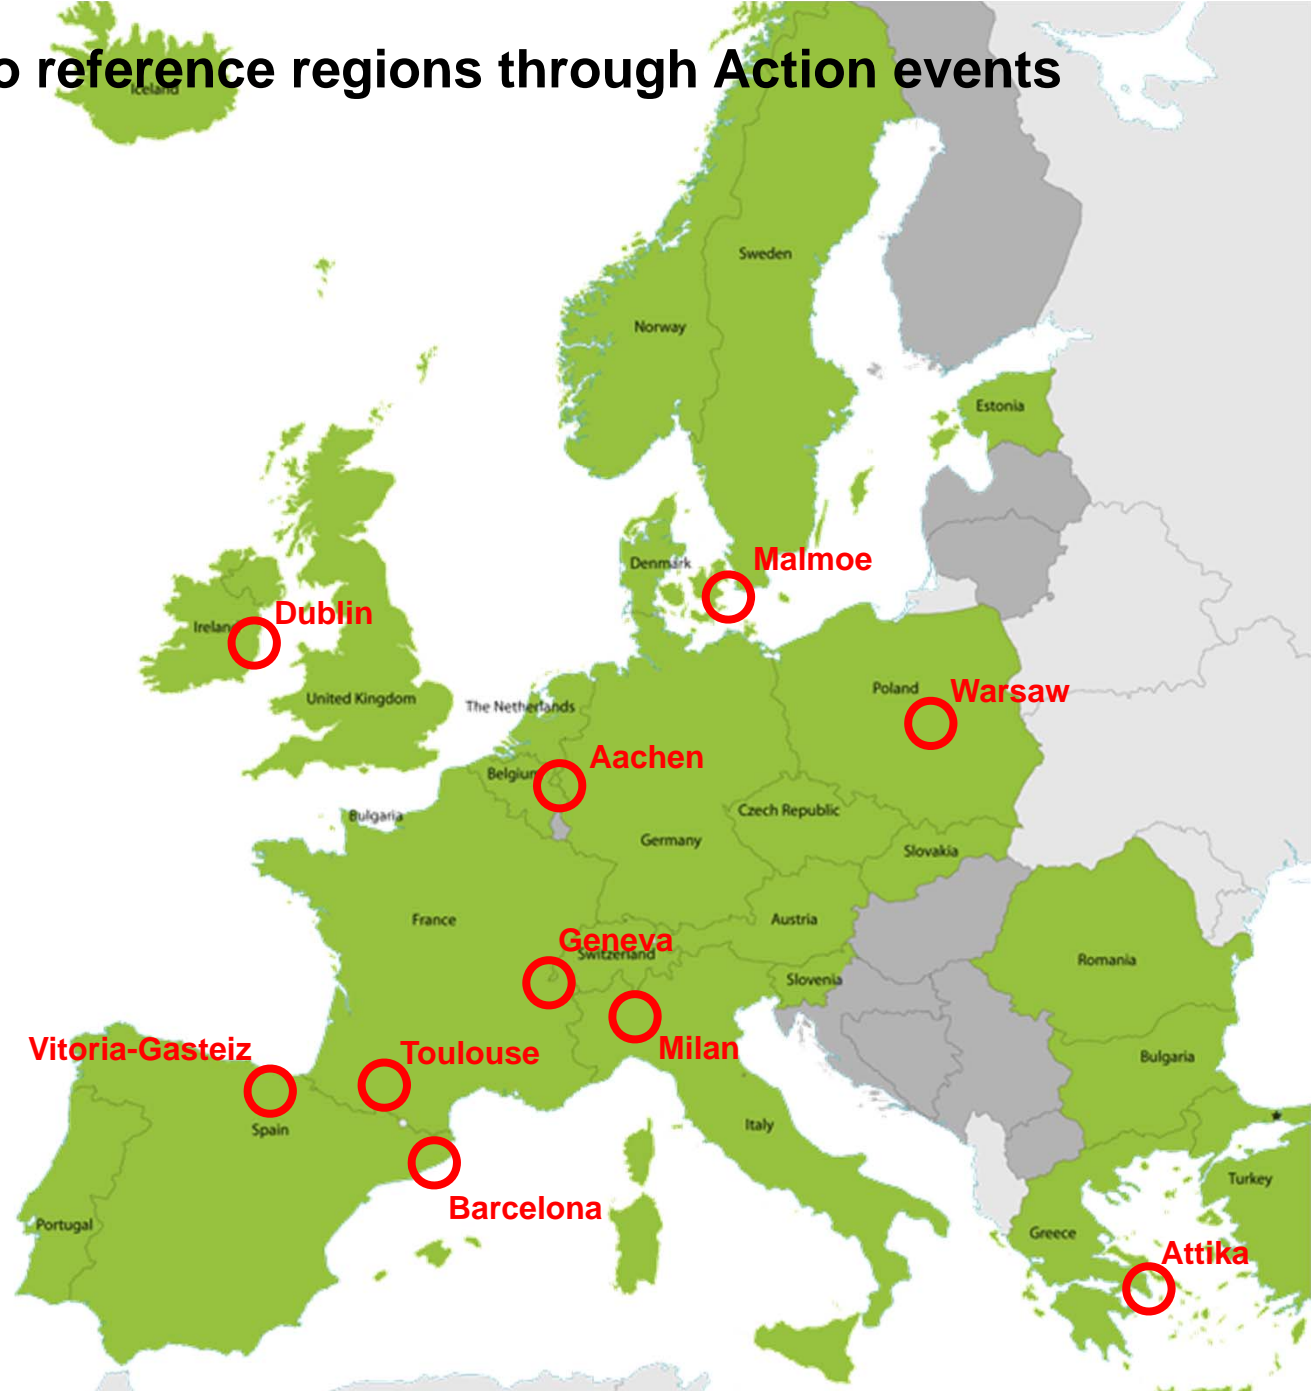 o reference regions through Action events
Iceland
Sweden
Norway
Estonia
Malmoe
Denmark
Dublin
Ireland
Poland
Warsaw
United Kingdom
The Netherlands
Aachen
Belgium
Bulgaria
Czech Republic
Germany
Slovakia
France
Austria
Geneva
Switzerland
Slovenia
Romania
Vitoria-Gasteiz
Toulouse
Milan
Bulgaria
Spain
Italy
Turkey
Barcelona
Portugal
Greece
Attika